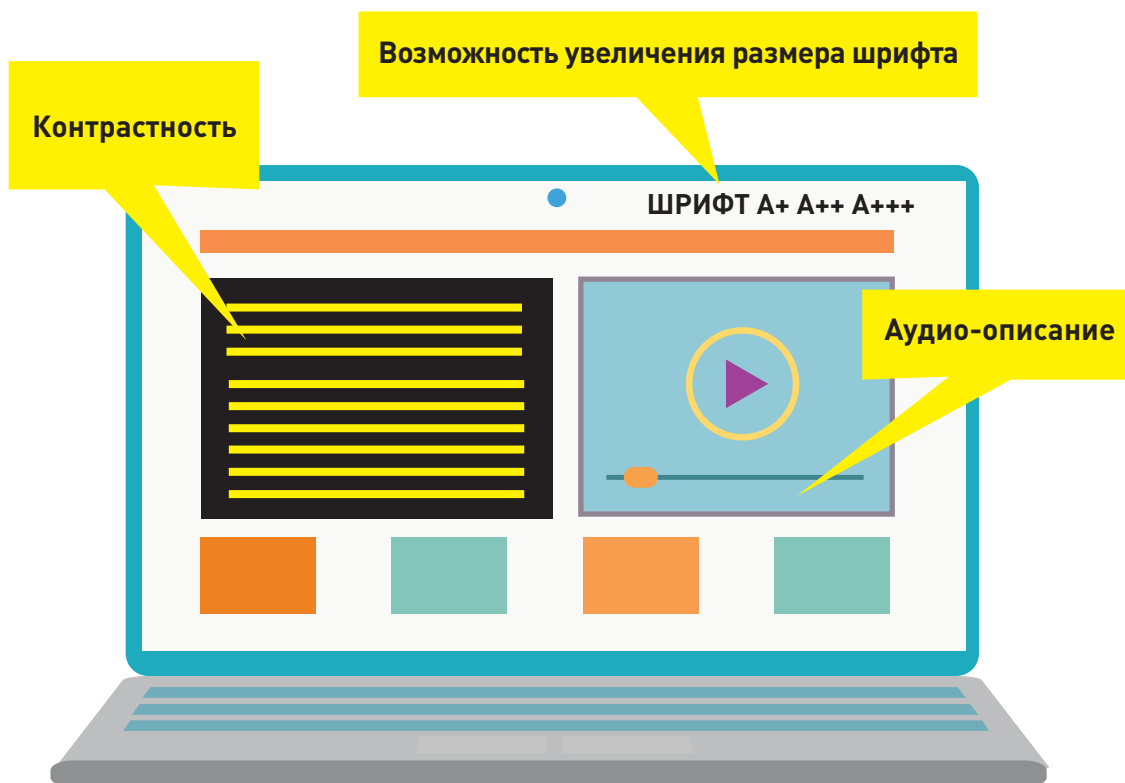 Возможность увеличения размера шрифта
Контрастность
ШРИФТ А+ А++ А+++
Аудио-описание